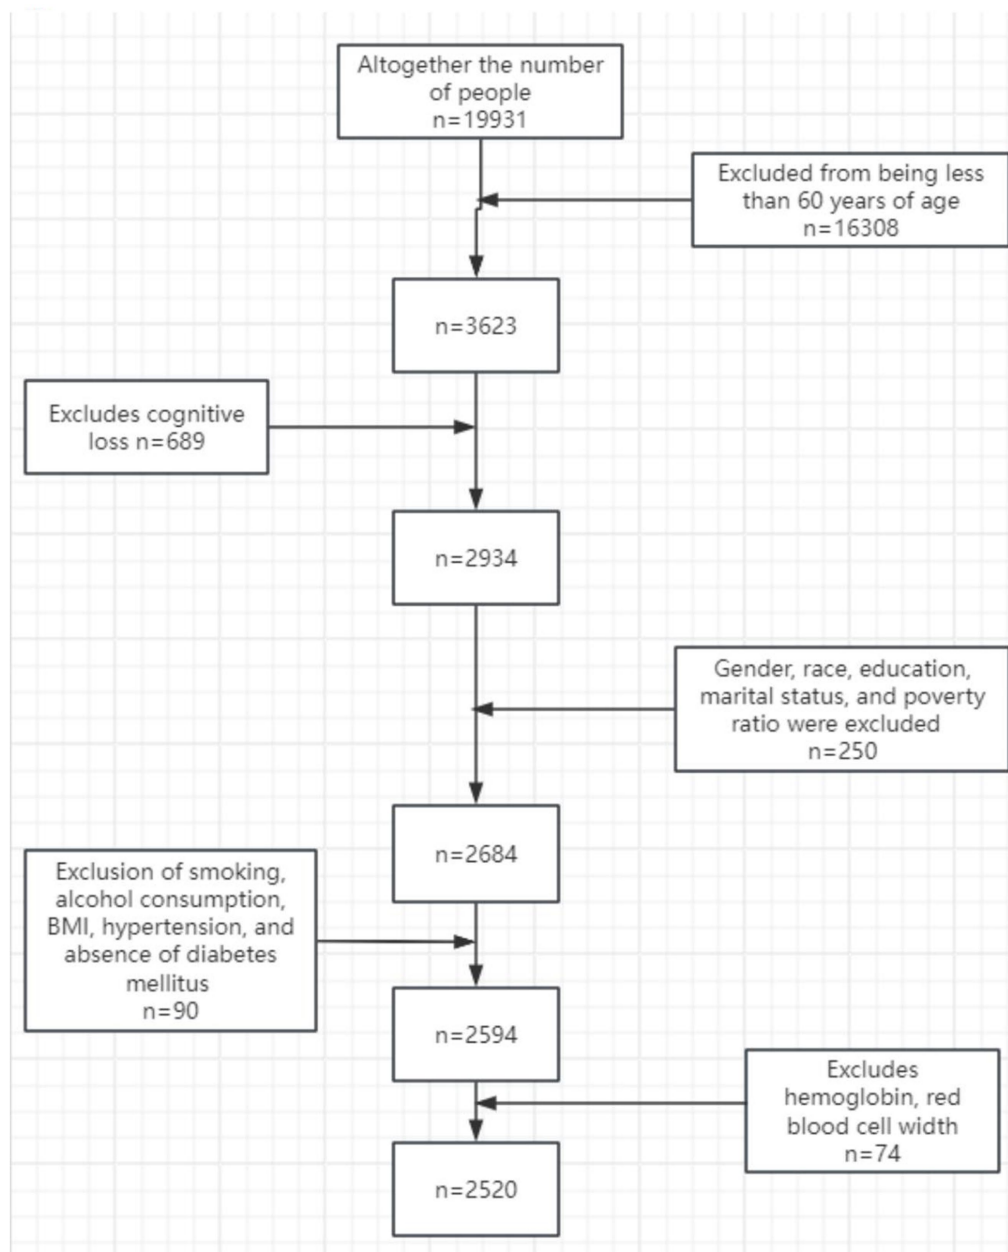 Altogether the number
of people
n=19931
Excluded from being less
than 60 years of age
n=16308
n=3623
Excludes cognitive
loss n=689
n=2934
Gender, race, education,
marital status, and poverty
ratio were excluded
n=250
n=2684
Exclusion of smoking,
alcohol consumption,
BMI, hypertension, and
absence of diabetes
mellitus
n=90
n=2594
Excludes
hemoglobin, red
blood cell width
n=74
n=2520